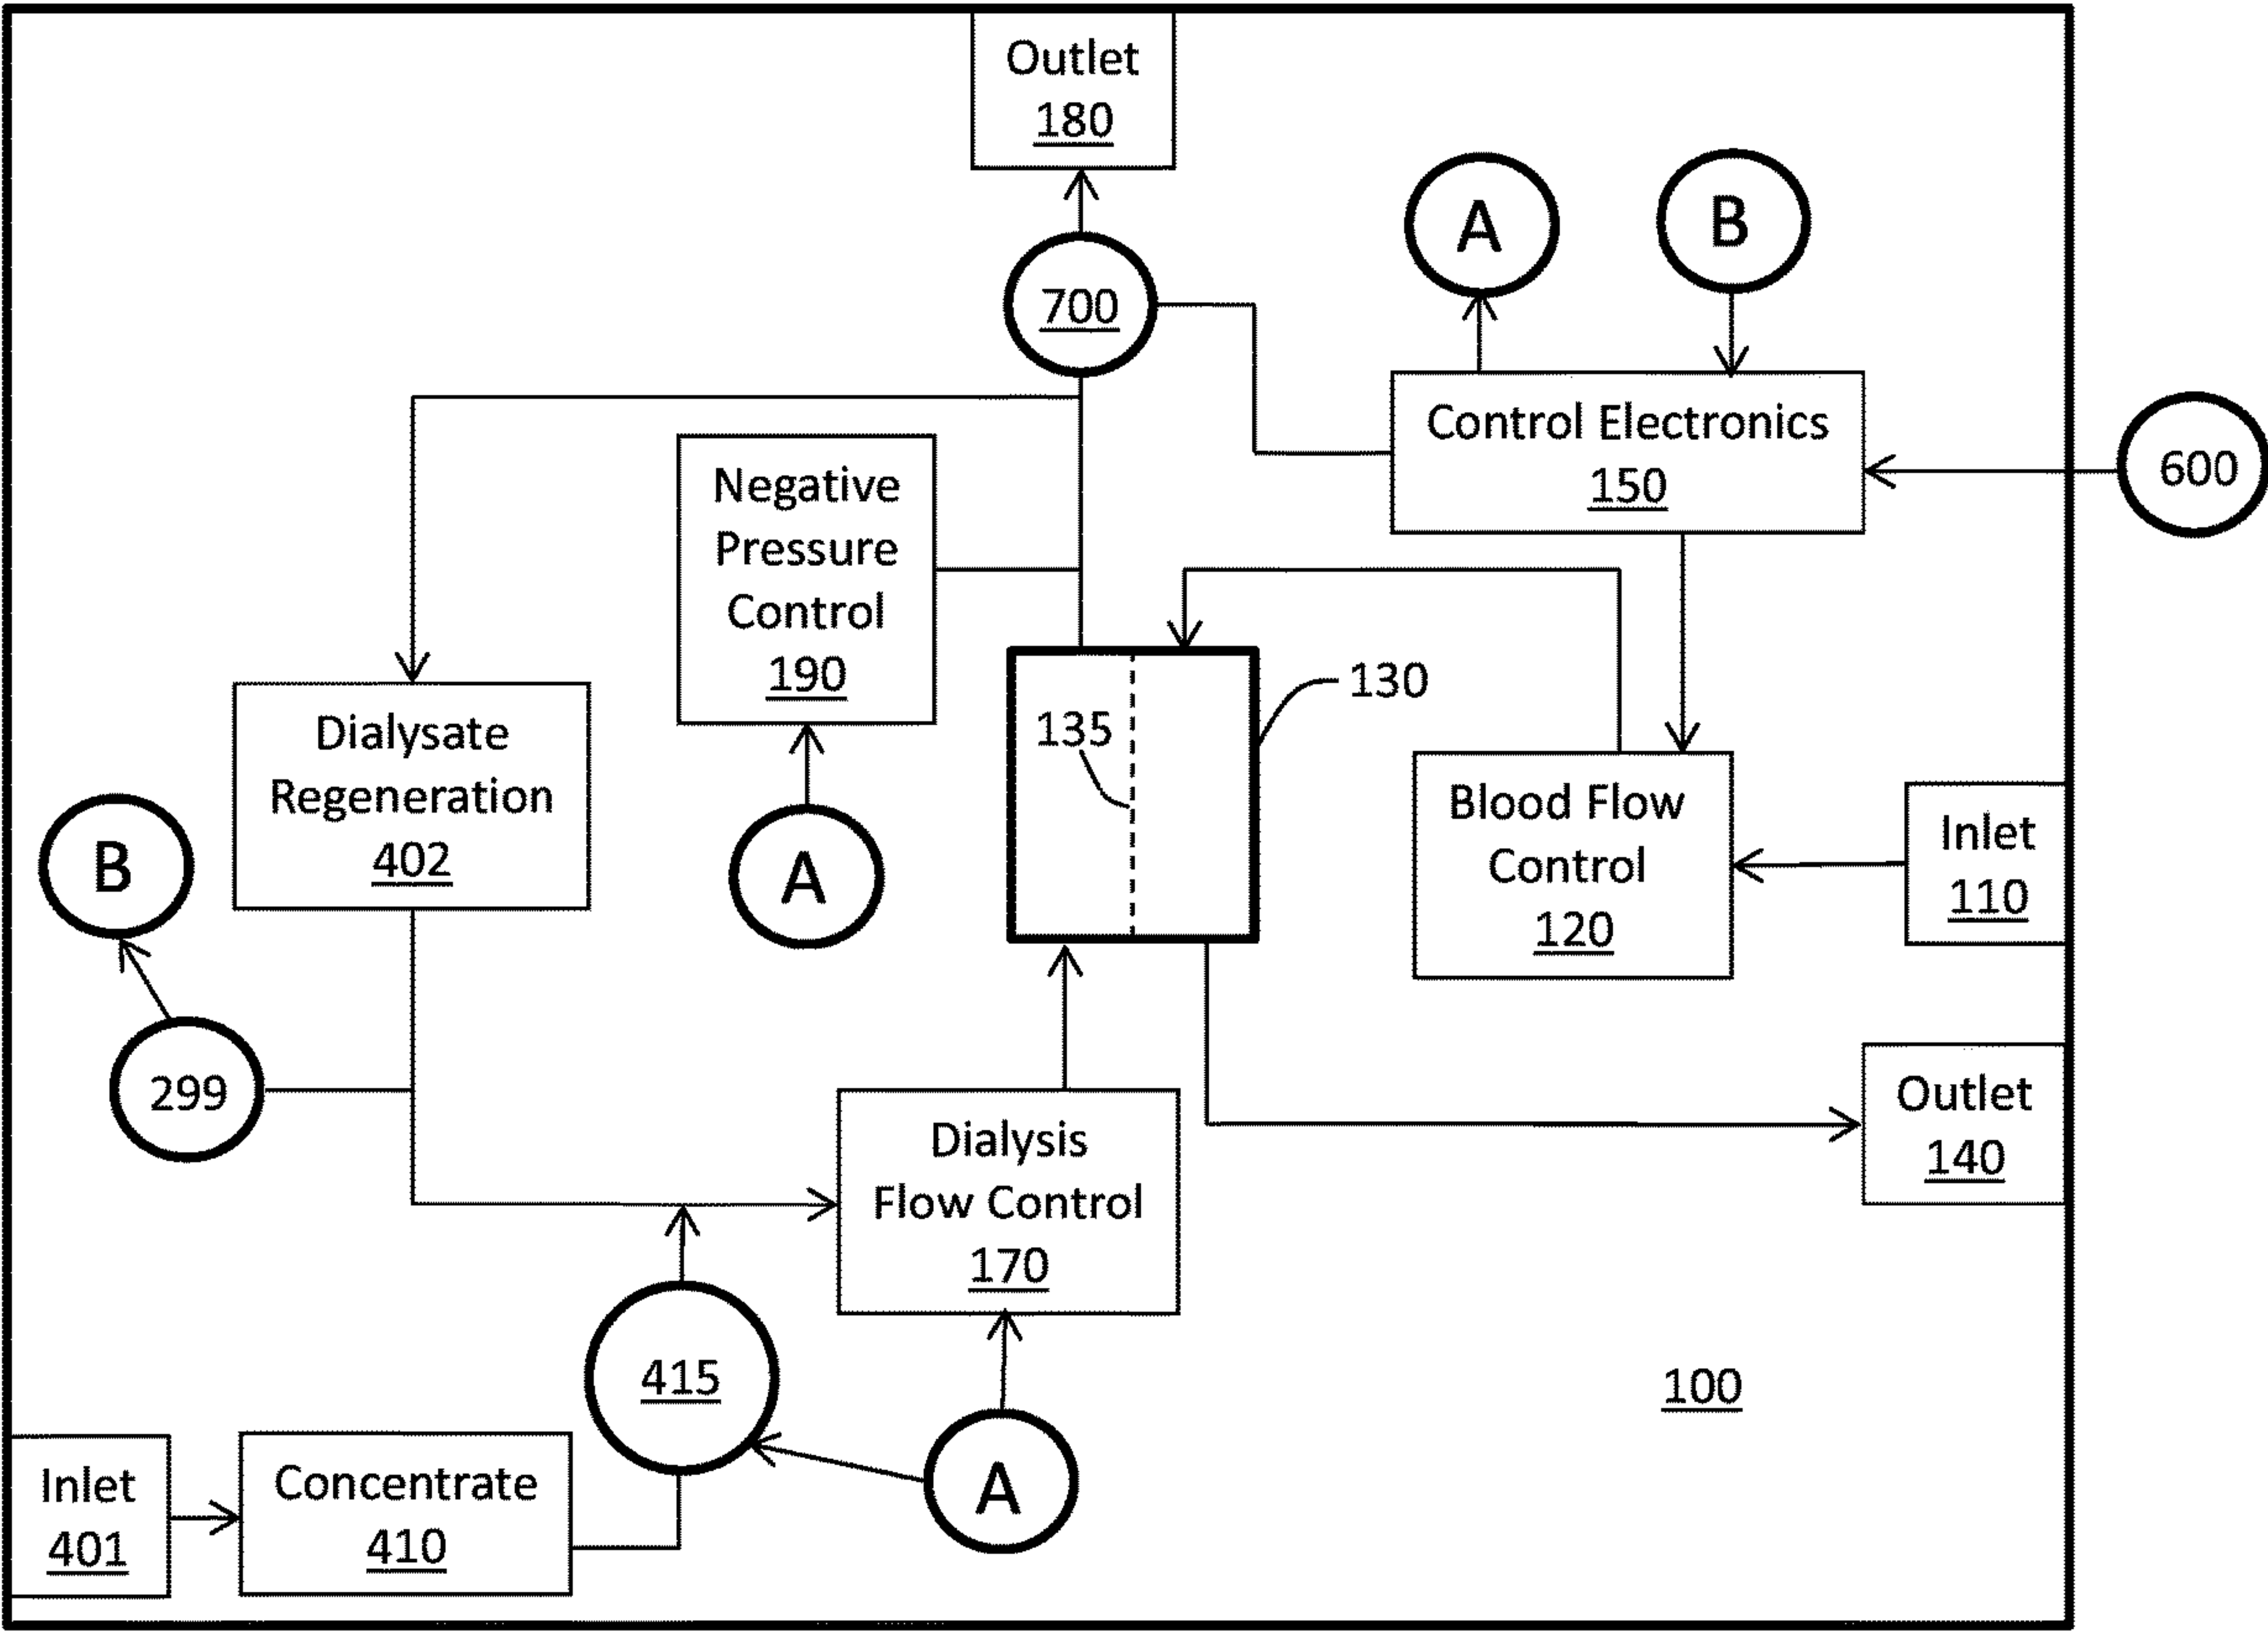 Outlet
180
A
B
700
Control Electronics
150
600
Negative
Pressure
Control
190
130
135
Dialysate
Regeneration
402
Blood Flow
Control
120
Inlet
110
B
A
299
Dialysis
Flow Control
170
Outlet
140
415
100
A
Inlet
401
Concentrate
410